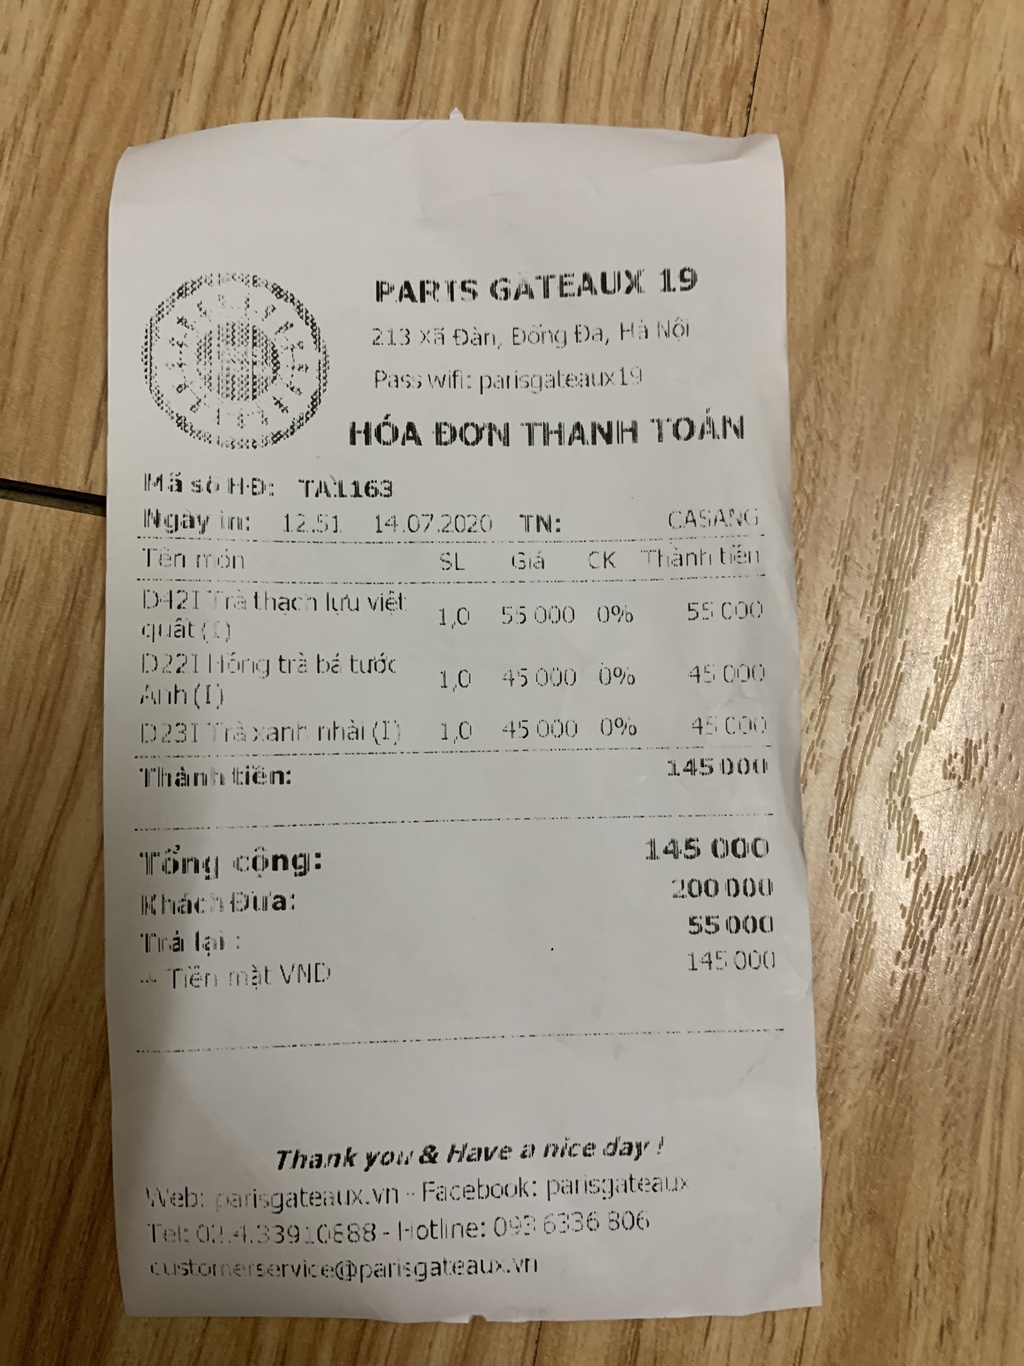 PARIS GATEAUX 19
213 Xã Đàn, Đống Đa, Hà Nội
Pass wifi: parisgateaux19
HÓA ĐƠN THANH TOÁN
Mã số HĐ: TA1163
Ngày in: 12:51 14.07.2020 TN: CASANG
Tên món SL Giá CK Thành tiền
D42I Trà thạch lựu việt
quất (I) 1,0 55 000 0% 55 000
D22I Hồng trà bá tước
Anh (I) 1,0 45 000 0% 45 000
D23I Trà xanh nhài (I) 1,0 45 000 0% 45 000
Thành tiền: 145 000
Tổng cộng: 145 000
Khách Đưa: 200 000
Trả lại : 55 000
+ Tiền mặt VND 145 000
Thank you & Have a nice day !
Web: parisgateaux.vn - Facebook: parisgateaux
Tel: 02.4.33910888 - Hotline: 093 6336 806
customerservice@parisgateaux.vn